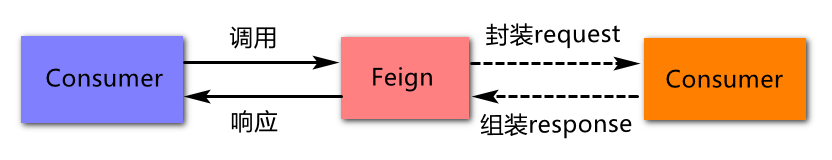 调用
封装request
Consumer
Feign
Consumer
响应
组装response